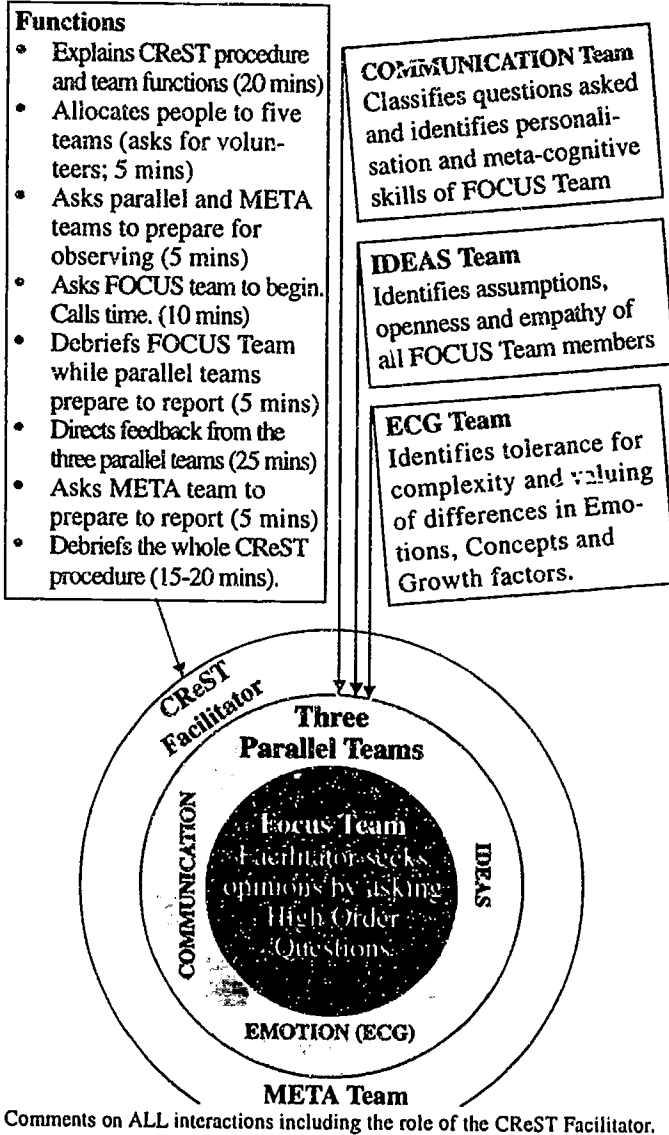 Functions
• Explains CReST procedure
and team functions (20 mins)
• Allocates people to five
teams (asks for volun-
teers; 5 mins)
• Asks parallel and META
teams to prepare for
observing (5 mins)
• Asks FOCUS team to begin.
Calls time. (10 mins)
• Debriefs FOCUS Team
while parallel teams
prepare to report (5 mins)
• Directs feedback from the
three parallel teams (25 mins)
• Asks META team to
prepare to report (5 mins)
• Debriefs the whole CReST
procedure (15-20 mins).
COMMUNICATION Team
Classifies questions asked
and identifies personali-
sation and meta-cognitive
skills of FOCUS Team
IDEAS Team
Identifies assumptions,
openness and empathy of
all FOCUS Team members
ECG Team
Identifies tolerance for
complexity and valuing
of differences in Emo-
tions, Concepts and
Growth factors.
CReST
Facilitator
Three
Parallel Teams
COMMUNICATION
Focus Team
Facilitator seeks
opinions by asking
High Order
Questions
IDEAS
EMOTION (ECG)
META Team
Comments on ALL interactions including the role of the CReST Facilitator.